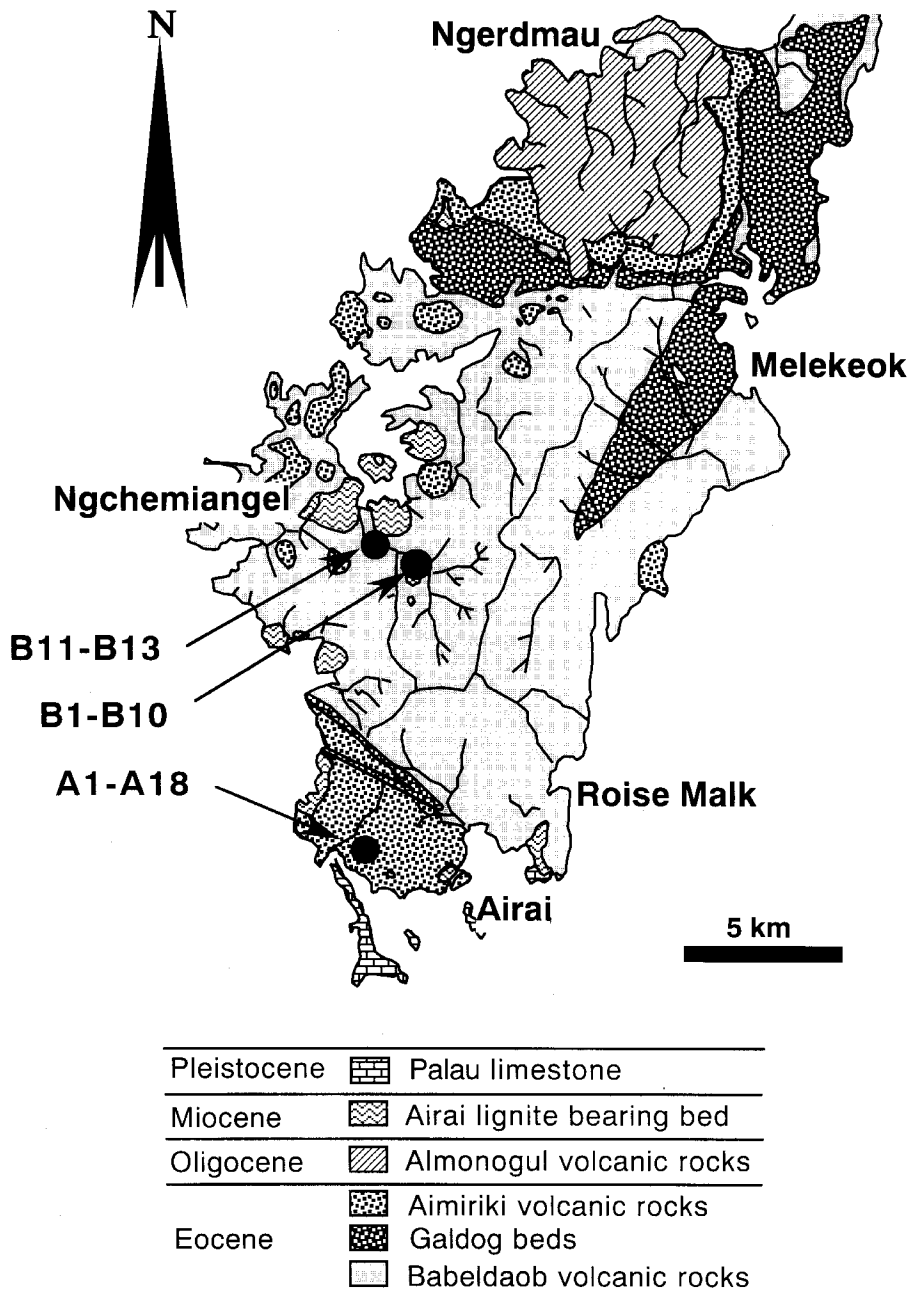 N
Ngerdmau
Melekeok
Ngchemiangel
B11-B13
B1-B10
A1-A18
Roise Malk
Airai
5 km
Pleistocene Palau limestone
Miocene Airai lignite bearing bed
Oligocene Almonogul volcanic rocks
Aimiriki volcanic rocks
Eocene Galdog beds
Babeldaob volcanic rocks